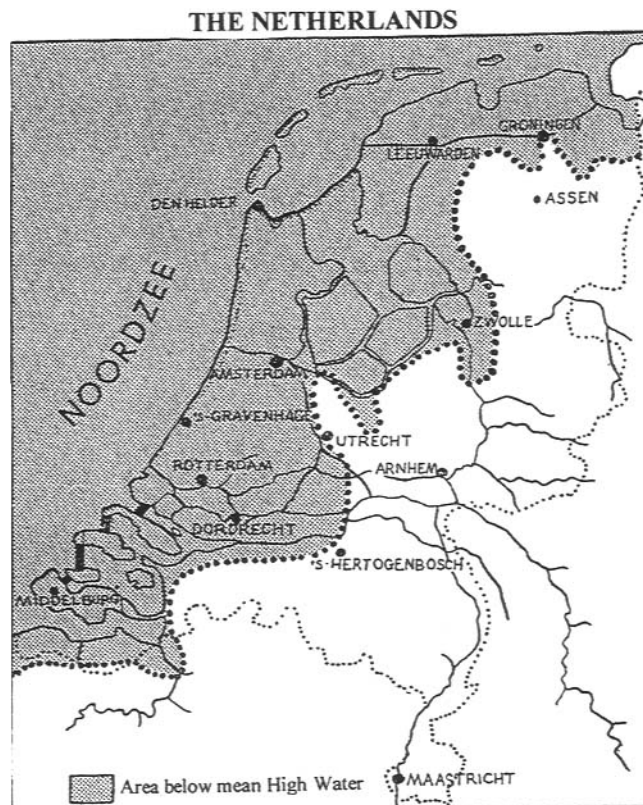 THE NETHERLANDS
GRONINGEN
LEEUWARDEN
ASSEN
DEN HELDER
NOORDZEE
ZWOLLE
AMSTERDAM
'S-GRAVENHAGE
UTRECHT
ROTTERDAM
ARNHEM
DORDRECHT
'S-HERTOGENBOSCH
MIDDELBURG
Area below mean High Water
MAASTRICHT